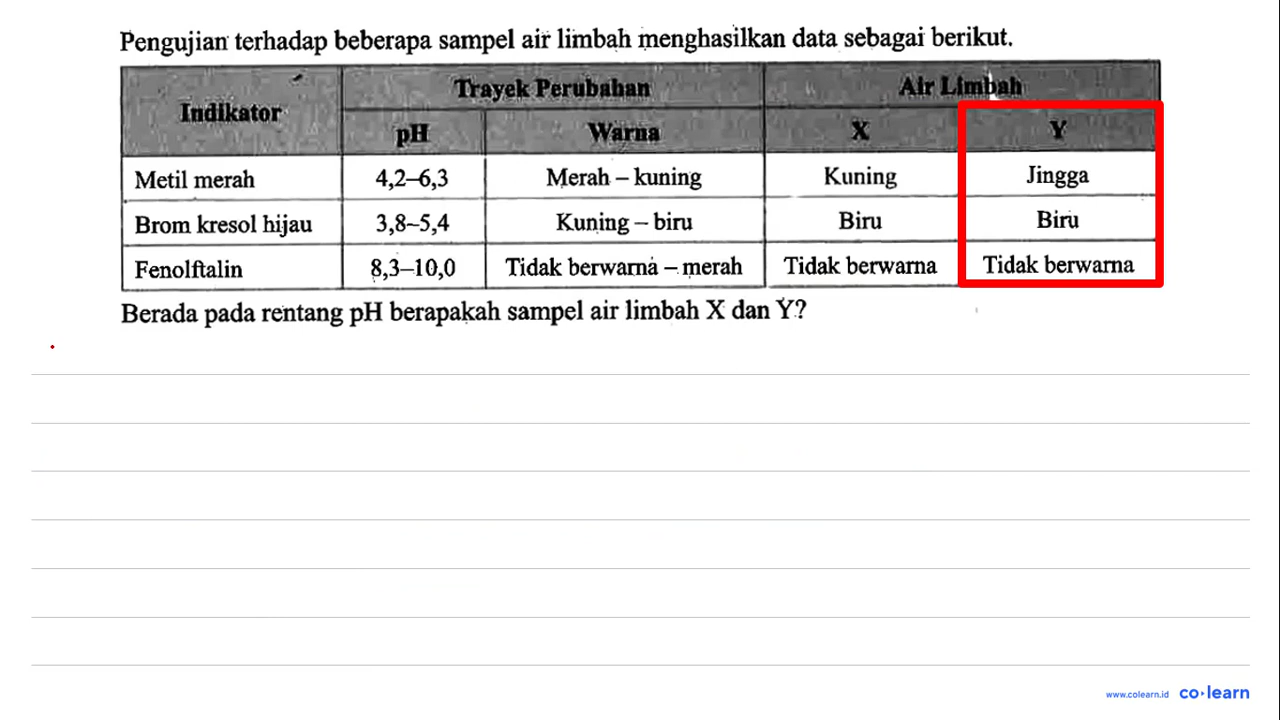 Pengujian terhadap beberapa sampel air limbah menghasilkan data sebagai berikut.
Indikator Trayek Perubahan Air Limbah
pH Warna X Y
Metil merah 4,2–6,3 Merah – kuning Kuning Jingga
Brom kresol hijau 3,8–5,4 Kuning – biru Biru Biru
Fenolftalin 8,3–10,0 Tidak berwarna – merah Tidak berwarna Tidak berwarna
Berada pada rentang pH berapakah sampel air limbah X dan Y?
www.colearn.id co·learn